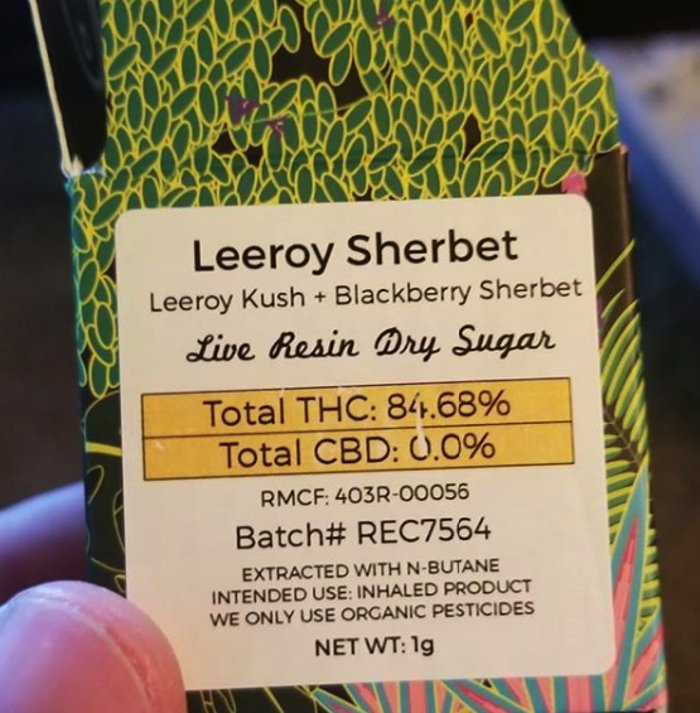 Leeroy Sherbet
Leeroy Kush + Blackberry Sherbet
Live Resin Dry Sugar
Total THC: 84.68%
Total CBD: 0.0%
RMCF: 403R-00056
Batch# REC7564
EXTRACTED WITH N-BUTANE
INTENDED USE: INHALED PRODUCT
WE ONLY USE ORGANIC PESTICIDES
NET WT: 1g